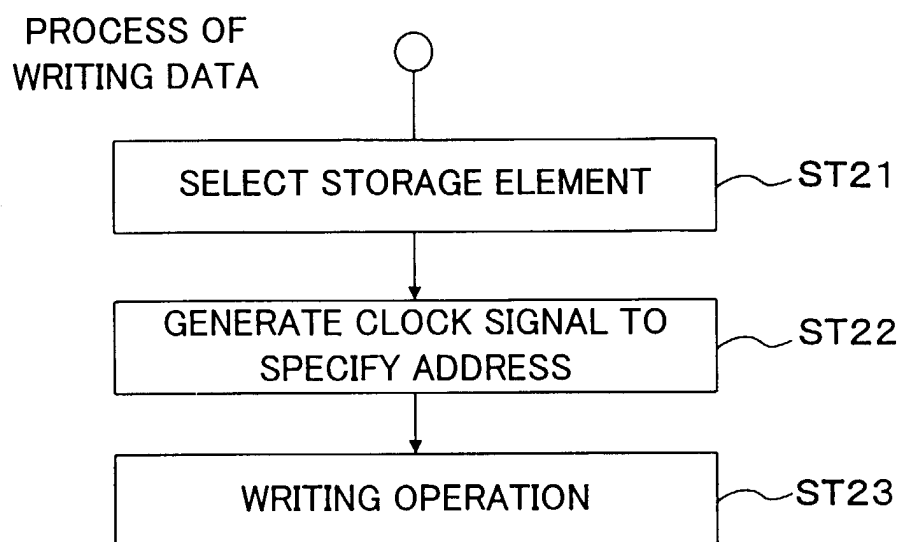 PROCESS OF
WRITING DATA
SELECT STORAGE ELEMENT
ST21
GENERATE CLOCK SIGNAL TO
SPECIFY ADDRESS
ST22
WRITING OPERATION
ST23